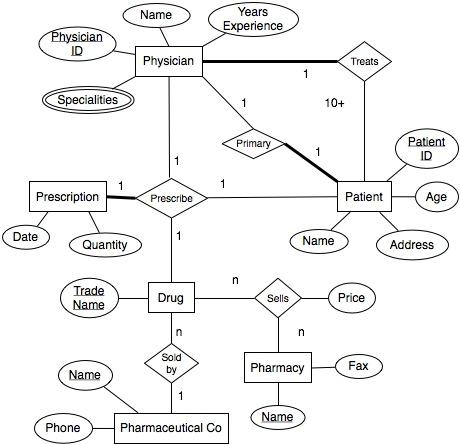 Name
Years
Experience
Physician
ID
Physician
Treats
1
Specialities
1
10+
Primary
1
Patient
ID
1
Prescription
1
Prescribe
1
Patient
Age
Date
Quantity
1
Name
Address
Trade
Name
Drug
n
Sells
Price
n
n
Sold
by
Pharmacy
Fax
Name
1
Name
Phone
Pharmaceutical Co